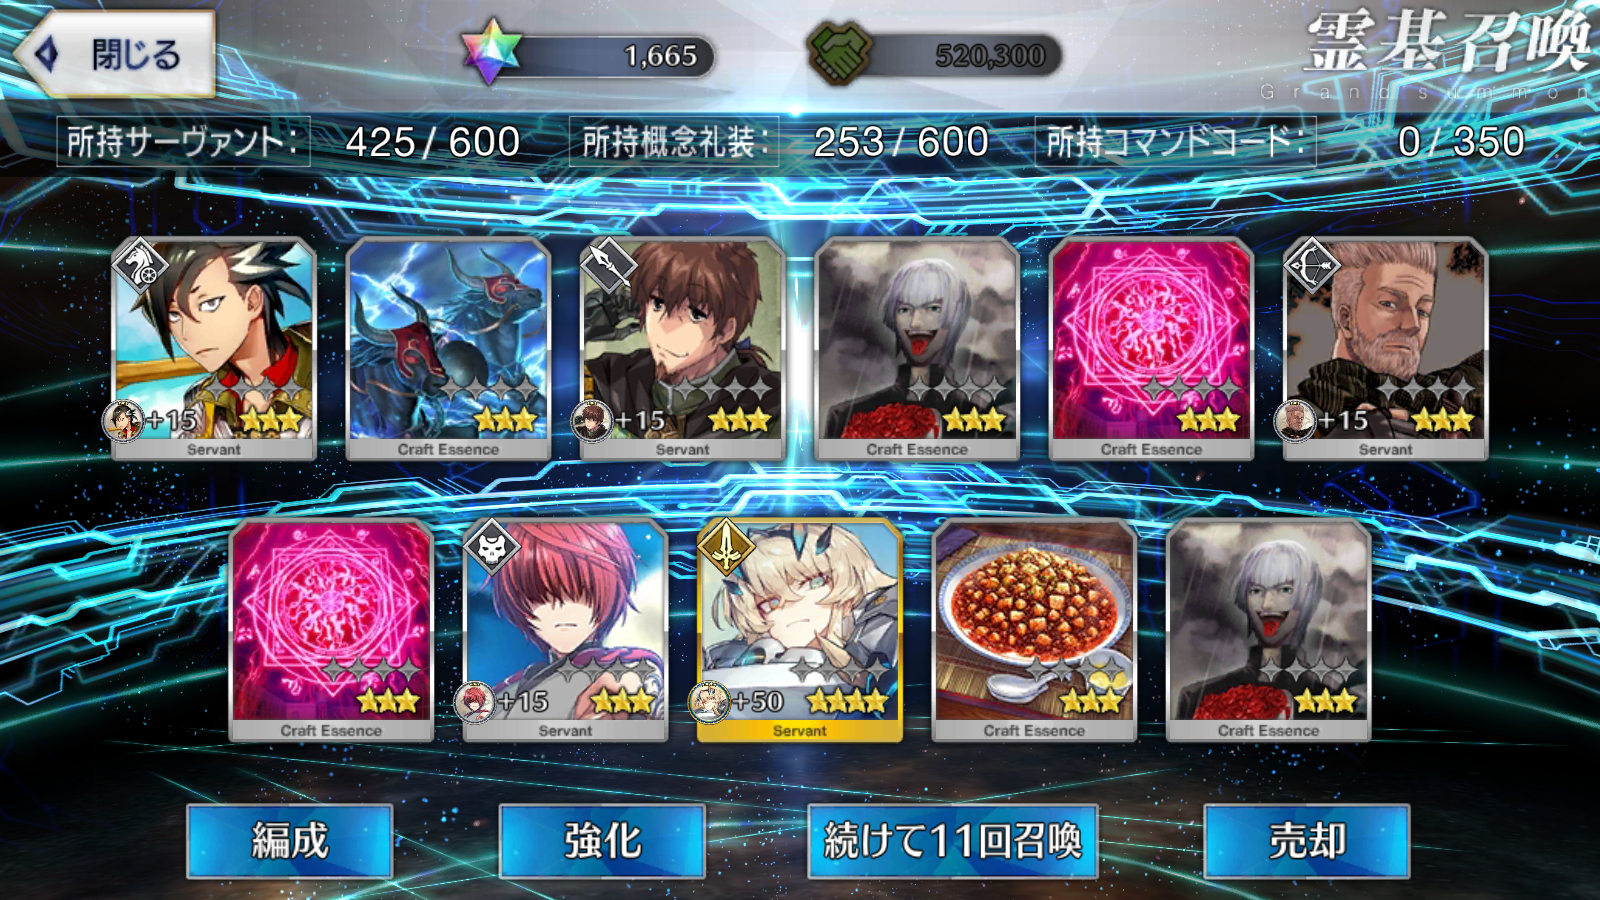 閉じる
1,665
520,300
霊基召喚
Grand summon
所持サーヴァント: 425/600
所持概念礼装: 253/600
所持コマンドコード: 0/350
+15
+15
+15
Servant
Craft Essence
Servant
Craft Essence
Craft Essence
Servant
+15
+50
Craft Essence
Servant
Servant
Craft Essence
Craft Essence
編成
強化
続けて11回召喚
売却